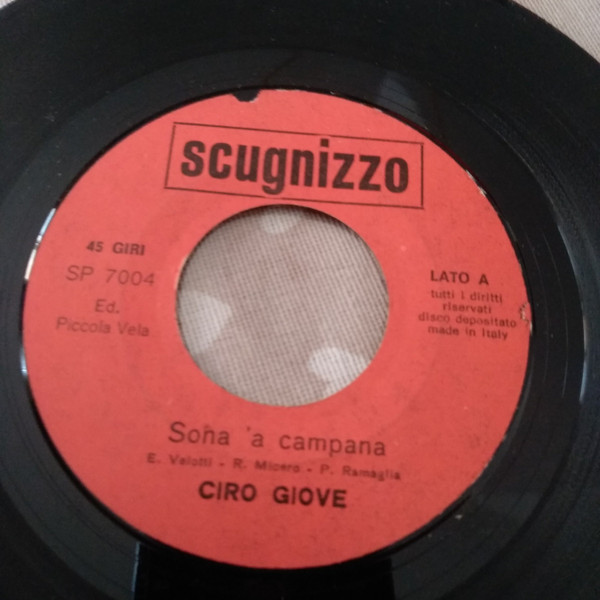 scugnizzo
45 GIRI
SP 7004
Ed.
Piccola Vela
LATO A
tutti i diritti
riservati
disco depositato
made in Italy
Sona 'a campana
E. Velotti - R. Micera - P. Ramaglia
CIRO GIOVE